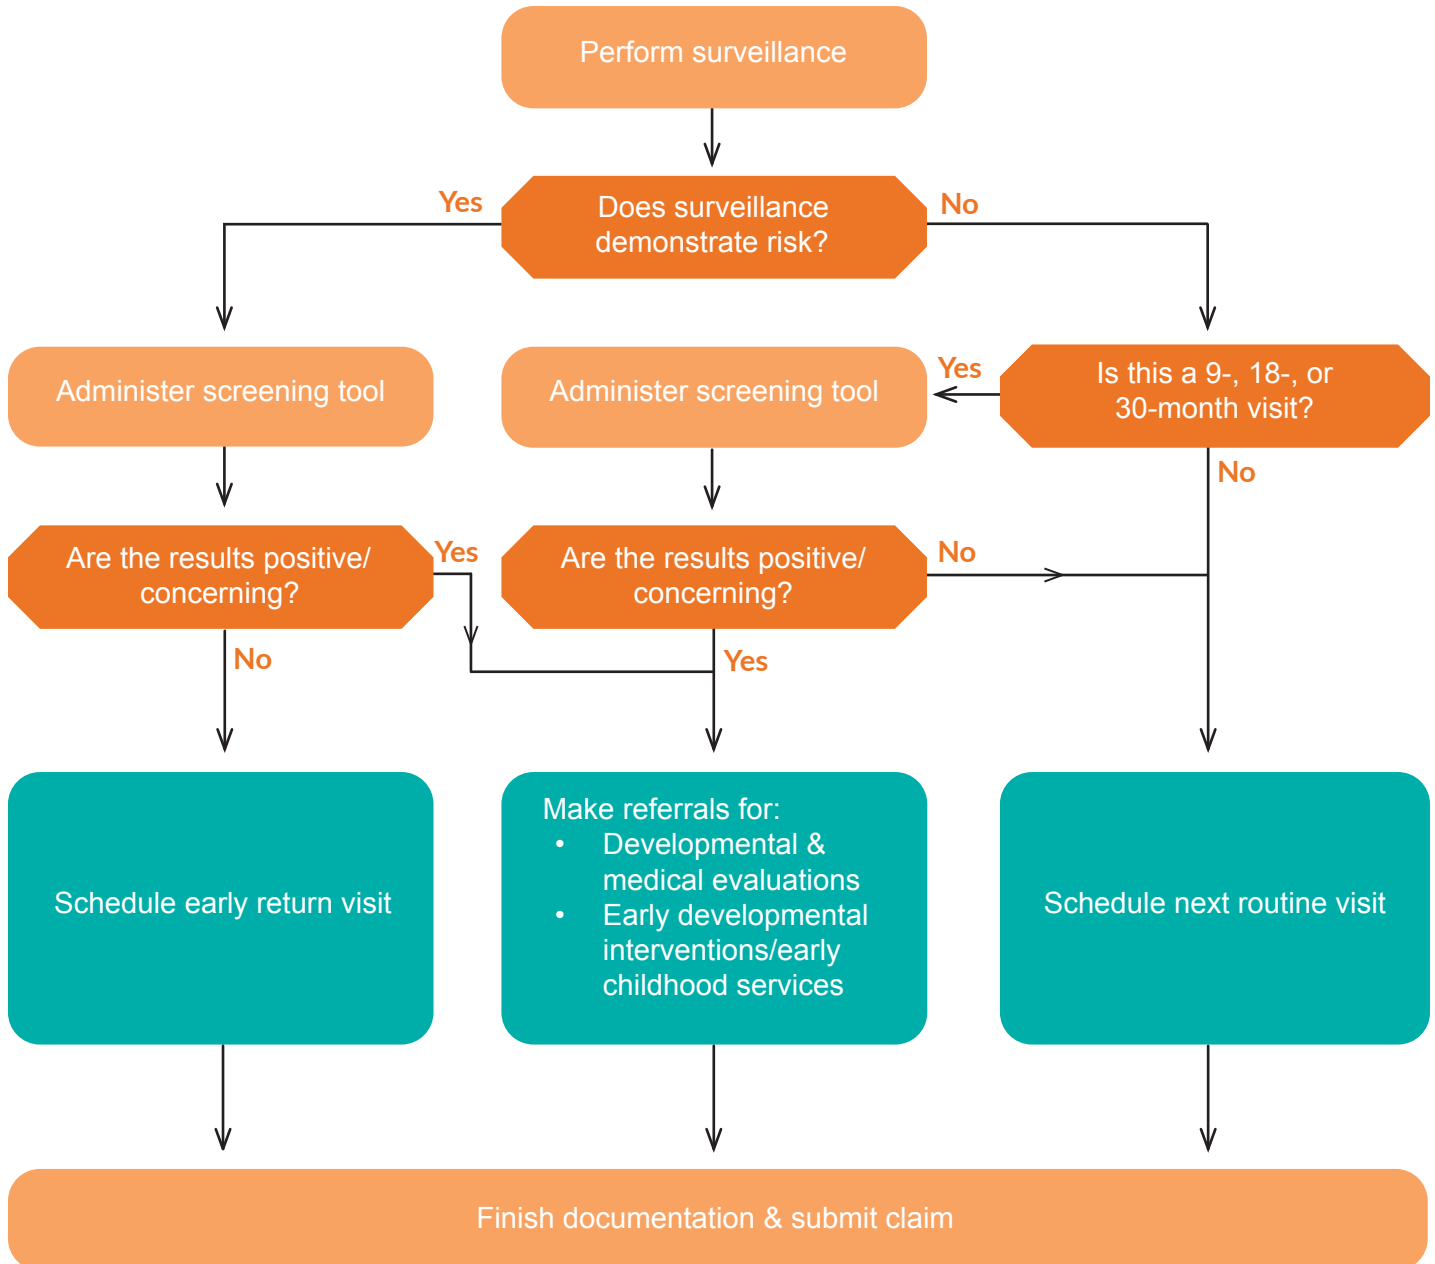 Perform surveillance
Yes
Does surveillance
demonstrate risk?
No
Administer screening tool
Administer screening tool
Yes
Is this a 9-, 18-, or
30-month visit?
No
Are the results positive/
concerning?
Yes
Are the results positive/
concerning?
No
No
Yes
Schedule early return visit
Make referrals for:
• Developmental &
medical evaluations
• Early developmental
interventions/early
childhood services
Schedule next routine visit
Finish documentation & submit claim